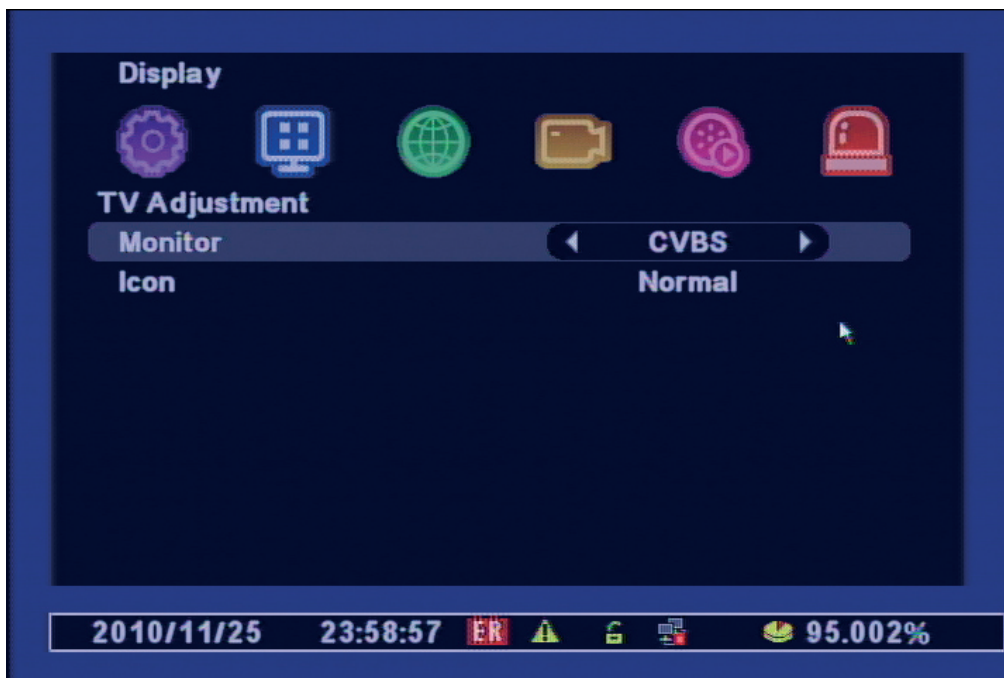 Display
TV Adjustment
Monitor CVBS
Icon Normal
2010/11/25 23:58:57 ER 95.002%